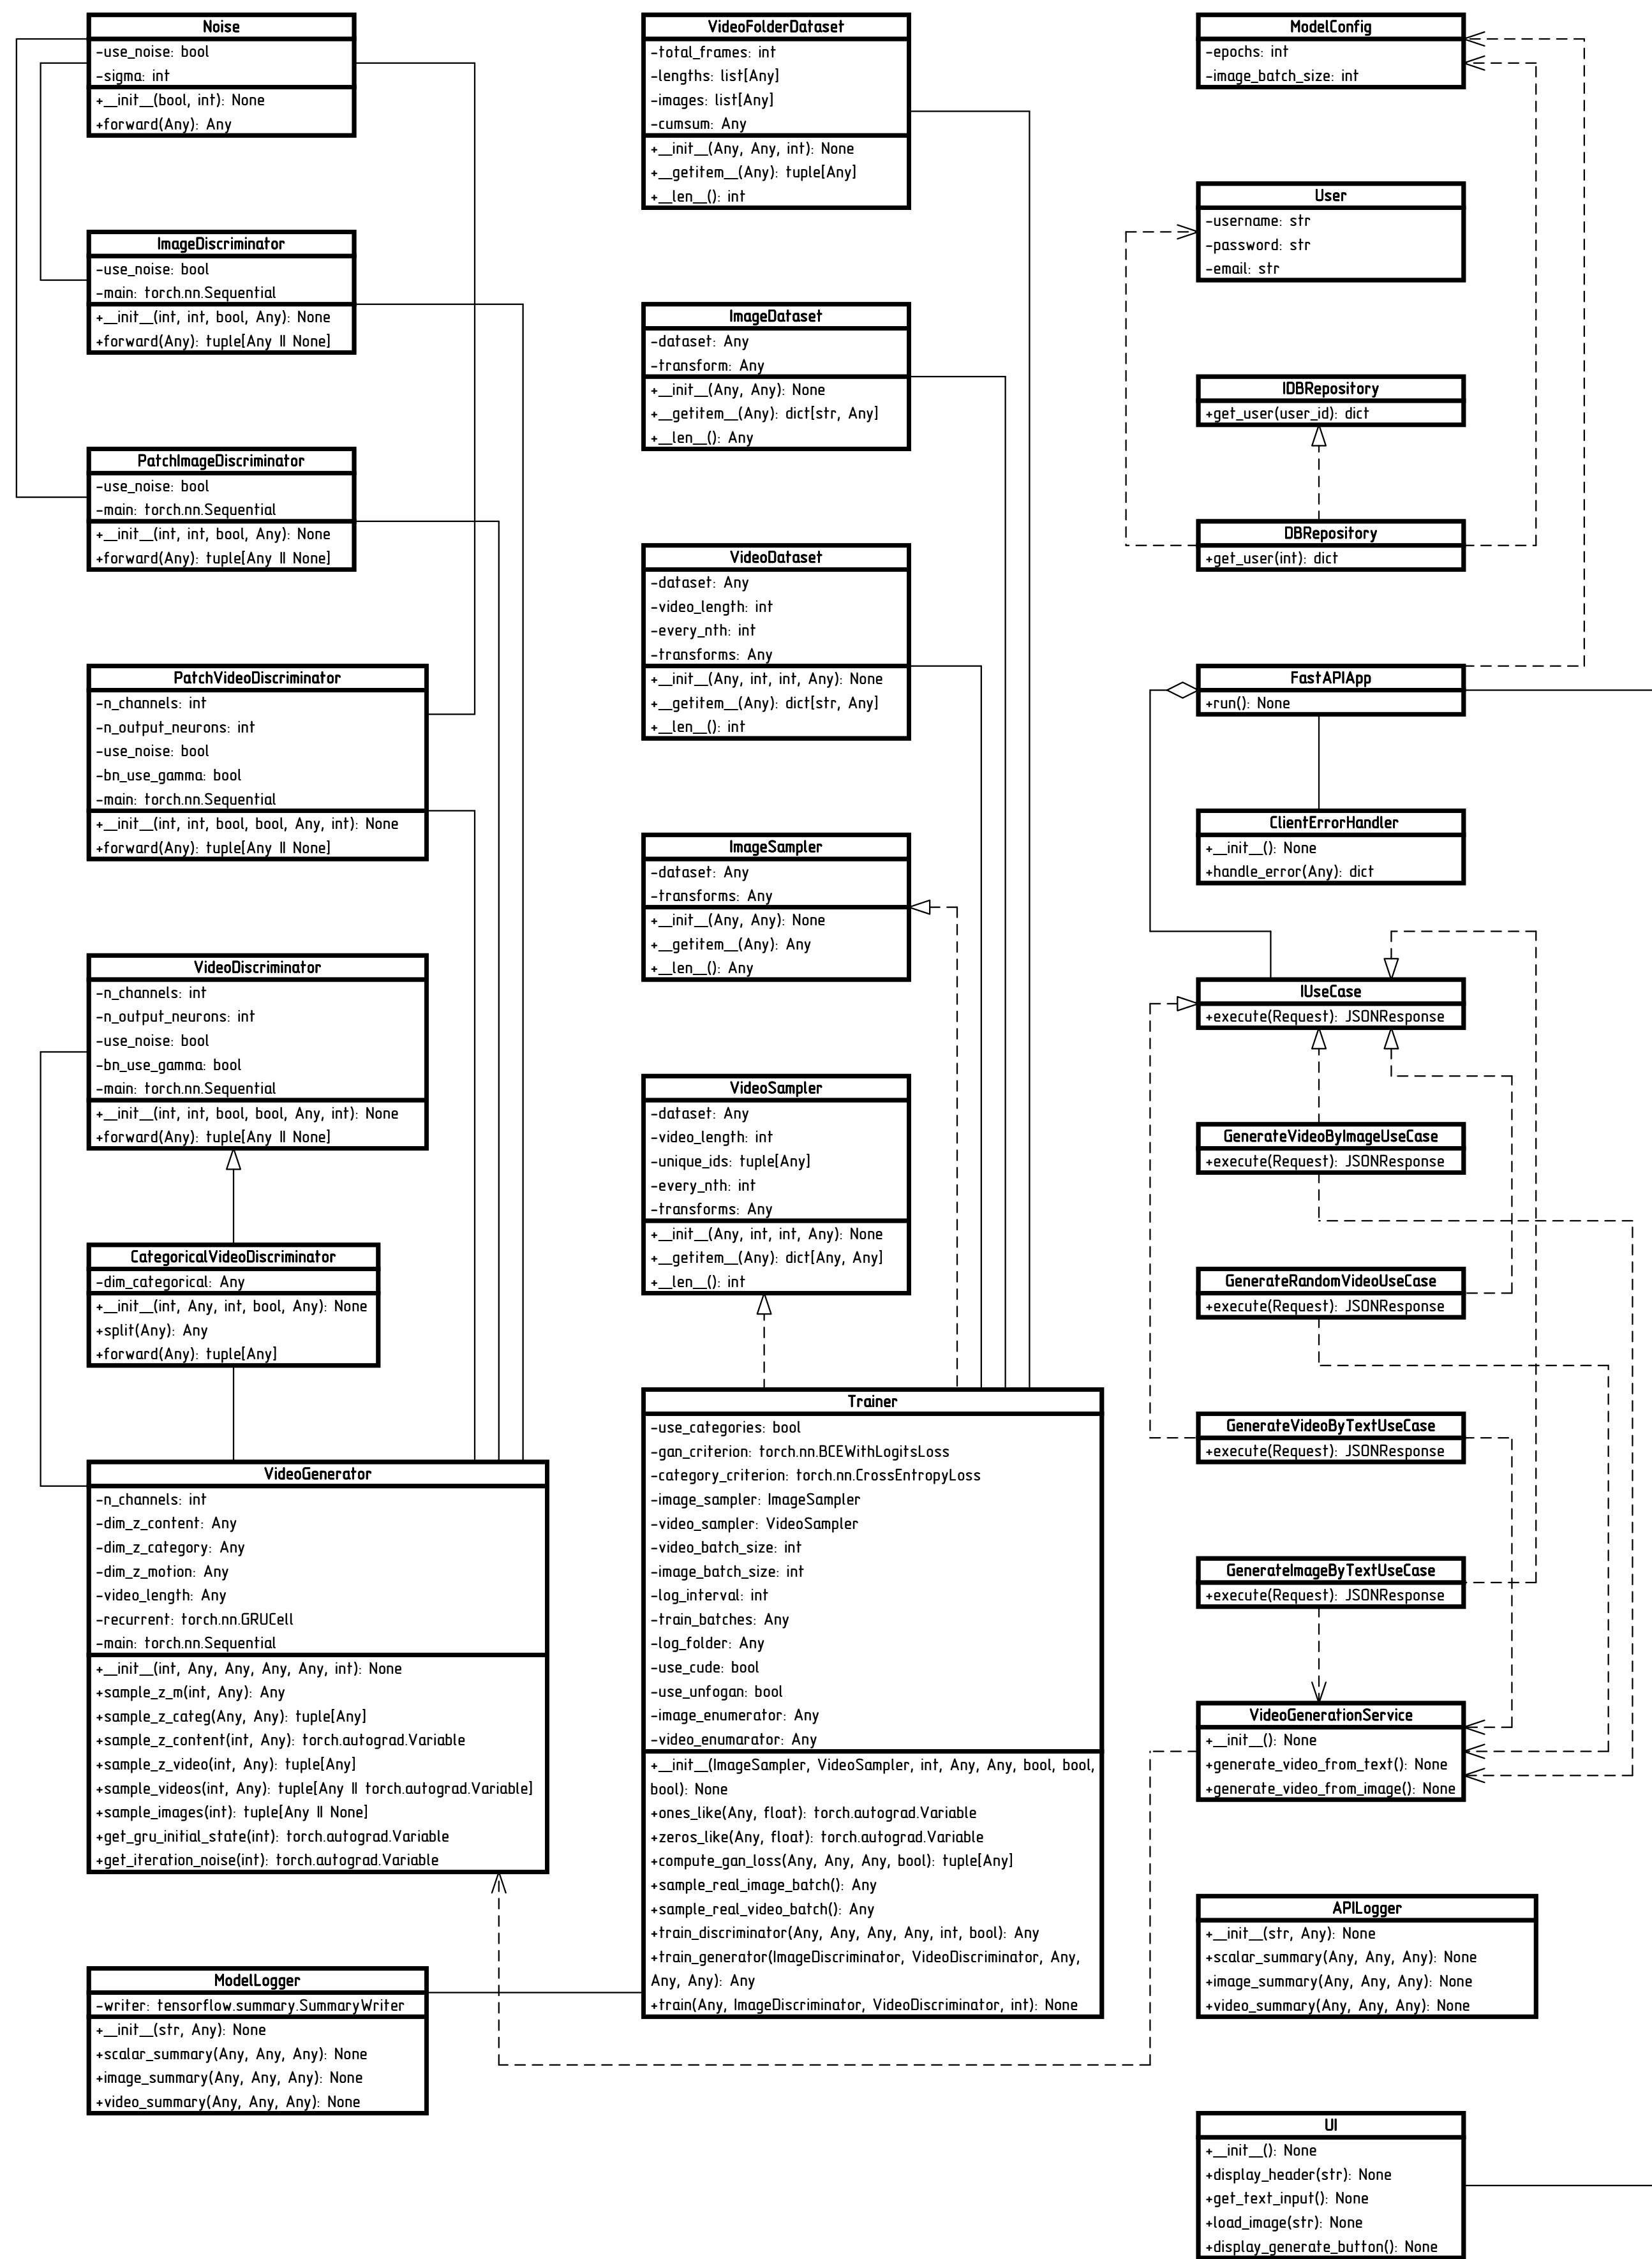 Noise
-use_noise: bool
-sigma: int
+__init__(bool, int): None
+forward(Any): Any
ImageDiscriminator
-use_noise: bool
-main: torch.nn.Sequential
+__init__(int, int, bool, Any): None
+forward(Any): tuple[Any || None]
PatchImageDiscriminator
-use_noise: bool
-main: torch.nn.Sequential
+__init__(int, int, bool, Any): None
+forward(Any): tuple[Any || None]
PatchVideoDiscriminator
-n_channels: int
-n_output_neurons: int
-use_noise: bool
-bn_use_gamma: bool
-main: torch.nn.Sequential
+__init__(int, int, bool, bool, Any, int): None
+forward(Any): tuple[Any || None]
VideoDiscriminator
-n_channels: int
-n_output_neurons: int
-use_noise: bool
-bn_use_gamma: bool
-main: torch.nn.Sequential
+__init__(int, int, bool, bool, Any, int): None
+forward(Any): tuple[Any || None]
CategoricalVideoDiscriminator
-dim_categorical: Any
+__init__(int, Any, int, bool, Any): None
+split(Any): Any
+forward(Any): tuple[Any]
VideoGenerator
-n_channels: int
-dim_z_content: Any
-dim_z_category: Any
-dim_z_motion: Any
-video_length: Any
-recurrent: torch.nn.GRUCell
-main: torch.nn.Sequential
+__init__(int, Any, Any, Any, Any, int): None
+sample_z_m(int, Any): Any
+sample_z_categ(Any, Any): tuple[Any]
+sample_z_content(int, Any): torch.autograd.Variable
+sample_z_video(int, Any): tuple[Any]
+sample_videos(int, Any): tuple[Any || torch.autograd.Variable]
+sample_images(int): tuple[Any || None]
+get_gru_initial_state(int): torch.autograd.Variable
+get_iteration_noise(int): torch.autograd.Variable
ModelLogger
-writer: tensorflow.summary.SummaryWriter
+__init__(str, Any): None
+scalar_summary(Any, Any, Any): None
+image_summary(Any, Any, Any): None
+video_summary(Any, Any, Any): None
VideoFolderDataset
-total_frames: int
-lengths: list[Any]
-images: list[Any]
-cumsum: Any
+__init__(Any, Any, int): None
+__getitem__(Any): tuple[Any]
+__len__(): int
ImageDataset
-dataset: Any
-transform: Any
+__init__(Any, Any): None
+__getitem__(Any): dict[str, Any]
+__len__(): Any
VideoDataset
-dataset: Any
-video_length: int
-every_nth: int
-transforms: Any
+__init__(Any, int, int, Any): None
+__getitem__(Any): dict[str, Any]
+__len__(): int
ImageSampler
-dataset: Any
-transforms: Any
+__init__(Any, Any): None
+__getitem__(Any): Any
+__len__(): Any
VideoSampler
-dataset: Any
-video_length: int
-unique_ids: tuple[Any]
-every_nth: int
-transforms: Any
+__init__(Any, int, int, Any): None
+__getitem__(Any): dict[Any, Any]
+__len__(): int
Trainer
-use_categories: bool
-gan_criterion: torch.nn.BCEWithLogitsLoss
-category_criterion: torch.nn.CrossEntropyLoss
-image_sampler: ImageSampler
-video_sampler: VideoSampler
-video_batch_size: int
-image_batch_size: int
-log_interval: int
-train_batches: Any
-log_folder: Any
-use_cude: bool
-use_unfogan: bool
-image_enumerator: Any
-video_enumarator: Any
+__init__(ImageSampler, VideoSampler, int, Any, Any, bool, bool,
bool): None
+ones_like(Any, float): torch.autograd.Variable
+zeros_like(Any, float): torch.autograd.Variable
+compute_gan_loss(Any, Any, Any, bool): tuple[Any]
+sample_real_image_batch(): Any
+sample_real_video_batch(): Any
+train_discriminator(Any, Any, Any, Any, int, bool): Any
+train_generator(ImageDiscriminator, VideoDiscriminator, Any,
Any, Any): Any
+train(Any, ImageDiscriminator, VideoDiscriminator, int): None
ModelConfig
-epochs: int
-image_batch_size: int
User
-username: str
-password: str
-email: str
IDBRepository
+get_user(user_id): dict
DBRepository
+get_user(int): dict
FastAPIApp
+run(): None
ClientErrorHandler
+__init__(): None
+handle_error(Any): dict
IUseCase
+execute(Request): JSONResponse
GenerateVideoByImageUseCase
+execute(Request): JSONResponse
GenerateRandomVideoUseCase
+execute(Request): JSONResponse
GenerateVideoByTextUseCase
+execute(Request): JSONResponse
GenerateImageByTextUseCase
+execute(Request): JSONResponse
VideoGenerationService
+__init__(): None
+generate_video_from_text(): None
+generate_video_from_image(): None
APILogger
+__init__(str, Any): None
+scalar_summary(Any, Any, Any): None
+image_summary(Any, Any, Any): None
+video_summary(Any, Any, Any): None
UI
+__init__(): None
+display_header(str): None
+get_text_input(): None
+load_image(str): None
+display_generate_button(): None